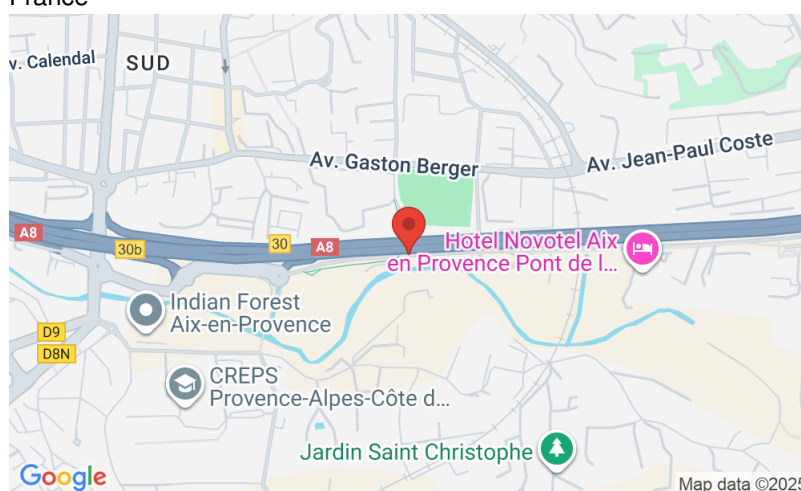 France
v. Calendal
SUD
Av. Gaston Berger
Av. Jean-Paul Coste
A8
30b
30
A8
Hotel Novotel Aix
en Provence Pont de l...
Indian Forest
Aix-en-Provence
D9
D8N
CREPS
Provence-Alpes-Côte d...
Jardin Saint Christophe
Google
Map data ©2025